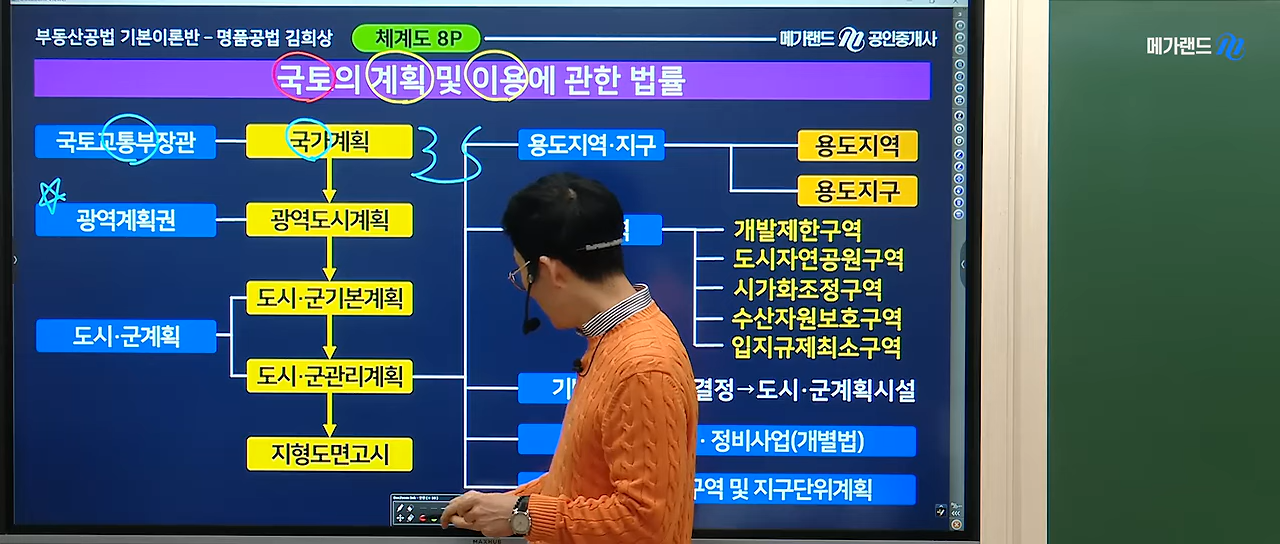 부동산공법 기본이론반 – 명품공법 김희상
체계도 8P
메가랜드 공인중개사
메가랜드
국토의 계획 및 이용에 관한 법률
국토교통부장관
국가계획
35
용도지역·지구
용도지역
용도지구
광역계획권
광역도시계획
역
개발제한구역
도시자연공원구역
시가화조정구역
수산자원보호구역
입지규제최소구역
도시·군계획
도시·군기본계획
도시·군관리계획
기
결정→도시·군계획시설
· 정비사업(개별법)
구역 및 지구단위계획
지형도면고시
MAXHUB